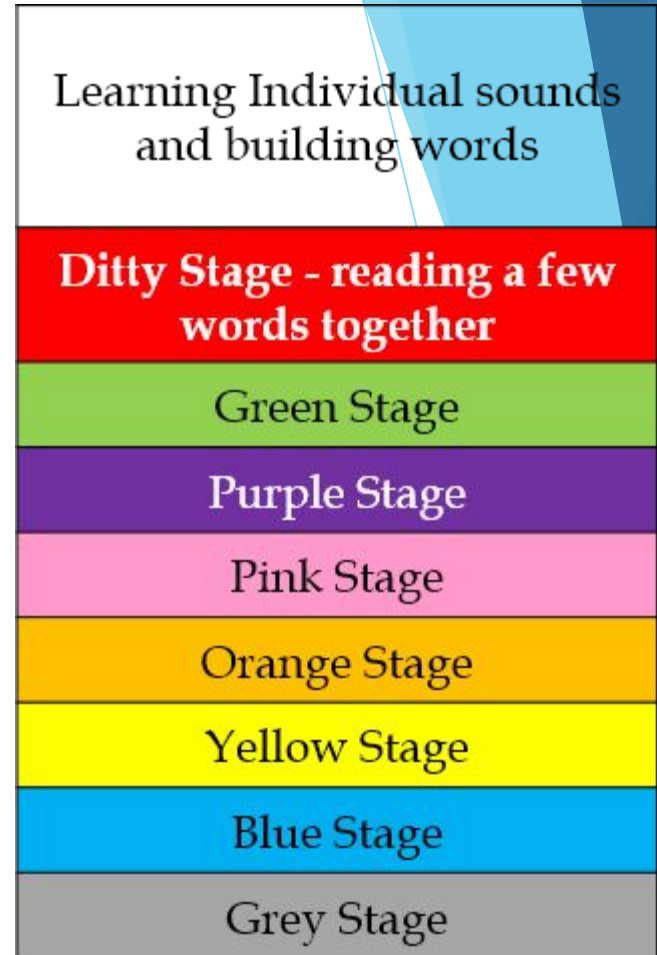 Learning Individual sounds
and building words
Ditty Stage - reading a few
words together
Green Stage
Purple Stage
Pink Stage
Orange Stage
Yellow Stage
Blue Stage
Grey Stage